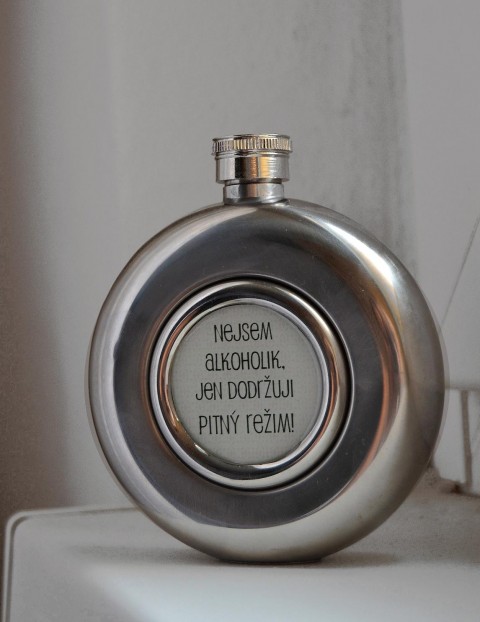 Nejsem
alkoholik,
jen dodržuji
pitný režim!